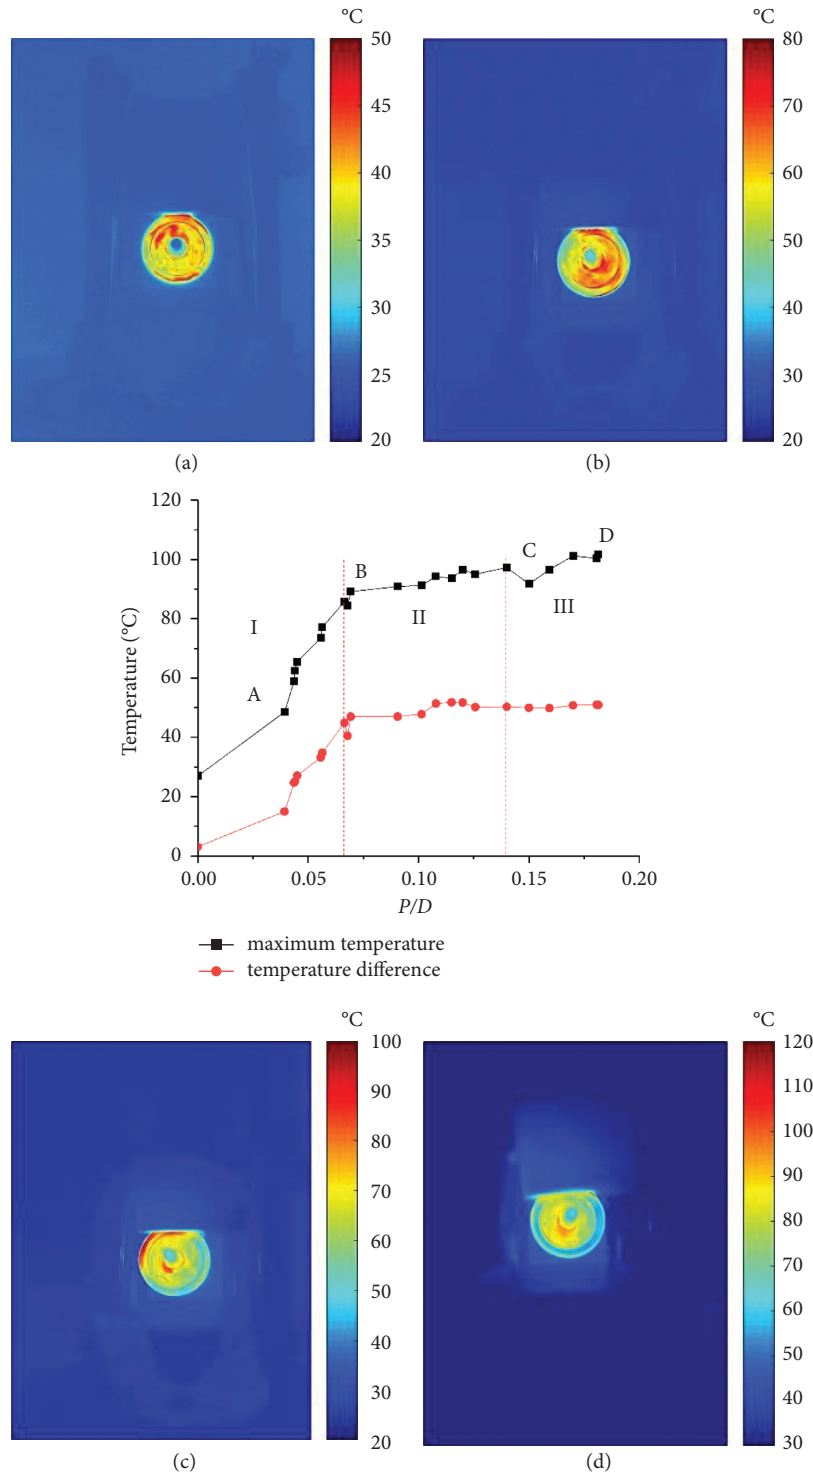 °C
50
45
40
35
30
25
20
(a)
°C
80
70
60
50
40
30
20
(b)
120
100
80
60
40
20
0
Temperature (°C)
I
A
B
II
C
III
D
0.00 0.05 0.10 0.15 0.20
P/D
maximum temperature
temperature difference
°C
100
90
80
70
60
50
40
30
20
(c)
°C
120
110
100
90
80
70
60
50
40
30
(d)